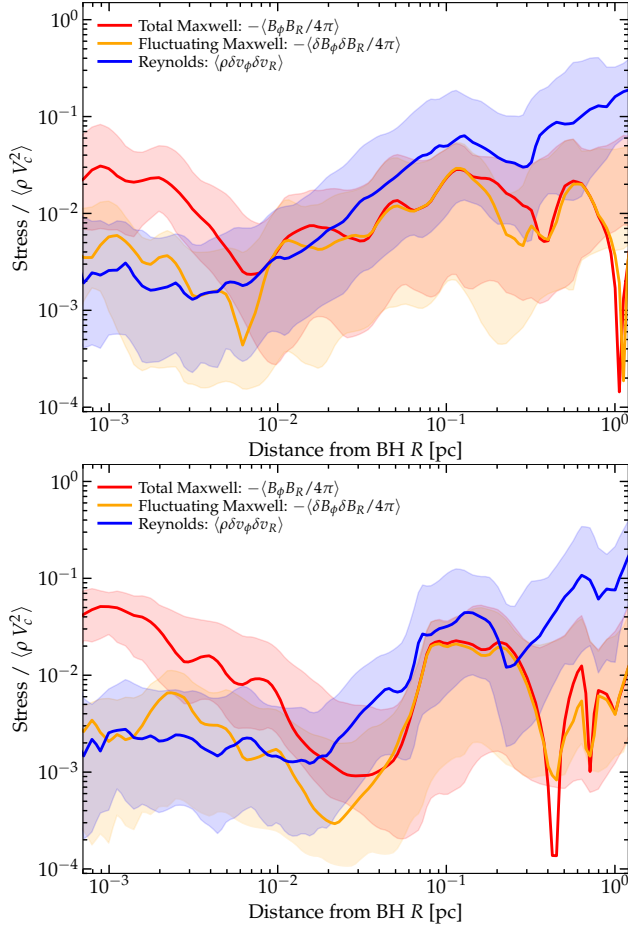 10⁰
10⁻¹
10⁻²
10⁻³
10⁻⁴
Stress / ⟨ρ V_c²⟩
Total Maxwell: −⟨B_ϕB_R/4π⟩
Fluctuating Maxwell: −⟨δB_ϕδB_R/4π⟩
Reynolds: ⟨ρδv_ϕδv_R⟩
10⁻³ 10⁻² 10⁻¹ 10⁰
Distance from BH R [pc]
10⁰
10⁻¹
10⁻²
10⁻³
10⁻⁴
Stress / ⟨ρ V_c²⟩
Total Maxwell: −⟨B_ϕB_R/4π⟩
Fluctuating Maxwell: −⟨δB_ϕδB_R/4π⟩
Reynolds: ⟨ρδv_ϕδv_R⟩
10⁻³ 10⁻² 10⁻¹ 10⁰
Distance from BH R [pc]